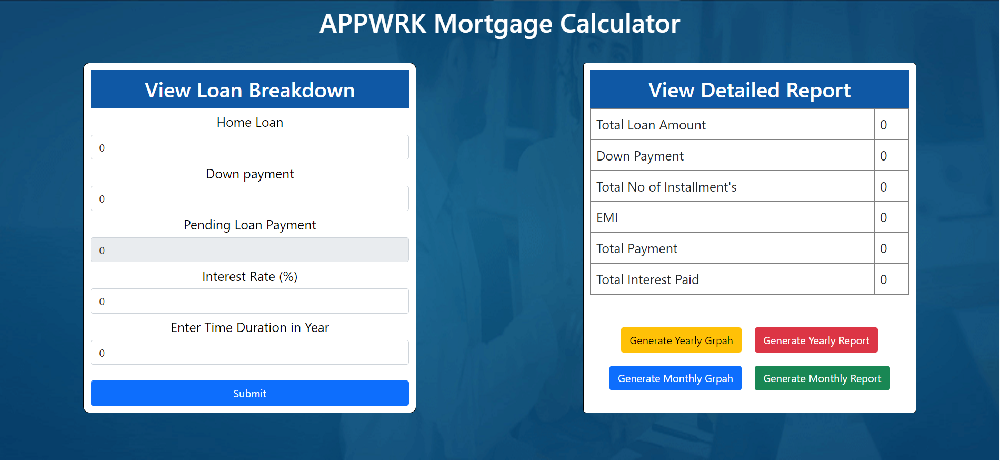 APPWRK Mortgage Calculator
View Loan Breakdown
Home Loan
0
Down payment
0
Pending Loan Payment
0
Interest Rate (%)
0
Enter Time Duration in Year
0
Submit
View Detailed Report
Total Loan Amount 0
Down Payment 0
Total No of Installment's 0
EMI 0
Total Payment 0
Total Interest Paid 0
Generate Yearly Grpah Generate Yearly Report
Generate Monthly Grpah Generate Monthly Report